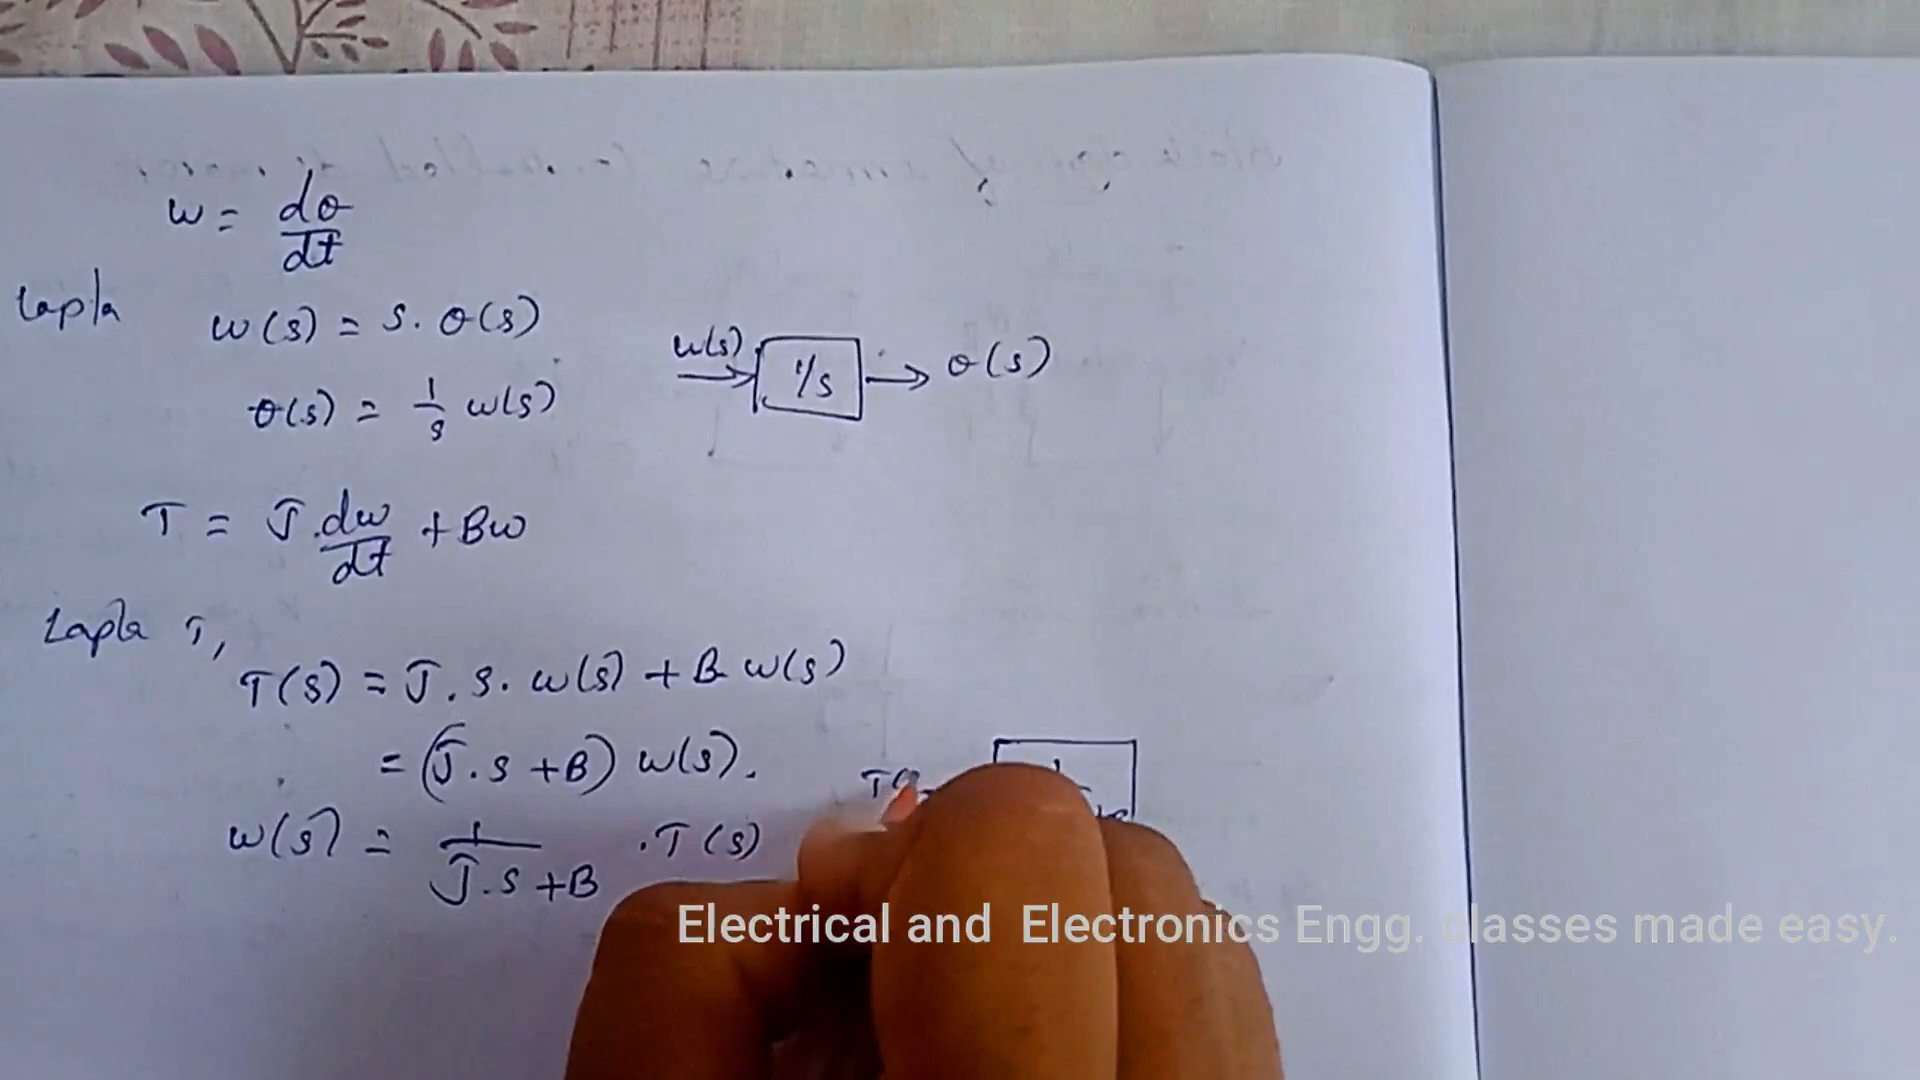 w = dθ/dt
Lapla
w(s) = s. θ(s)
w(s) → 1/s → θ(s)
θ(s) = 1/s w(s)
T = J.dw/dt + Bw
Lapla T,
T(s) = J. s. w(s) + B w(s)
= (J.s + B) w(s).
w(s) = 1/J.s + B .T(s)
T(
Electrical and Electronics Engg. classes made easy.